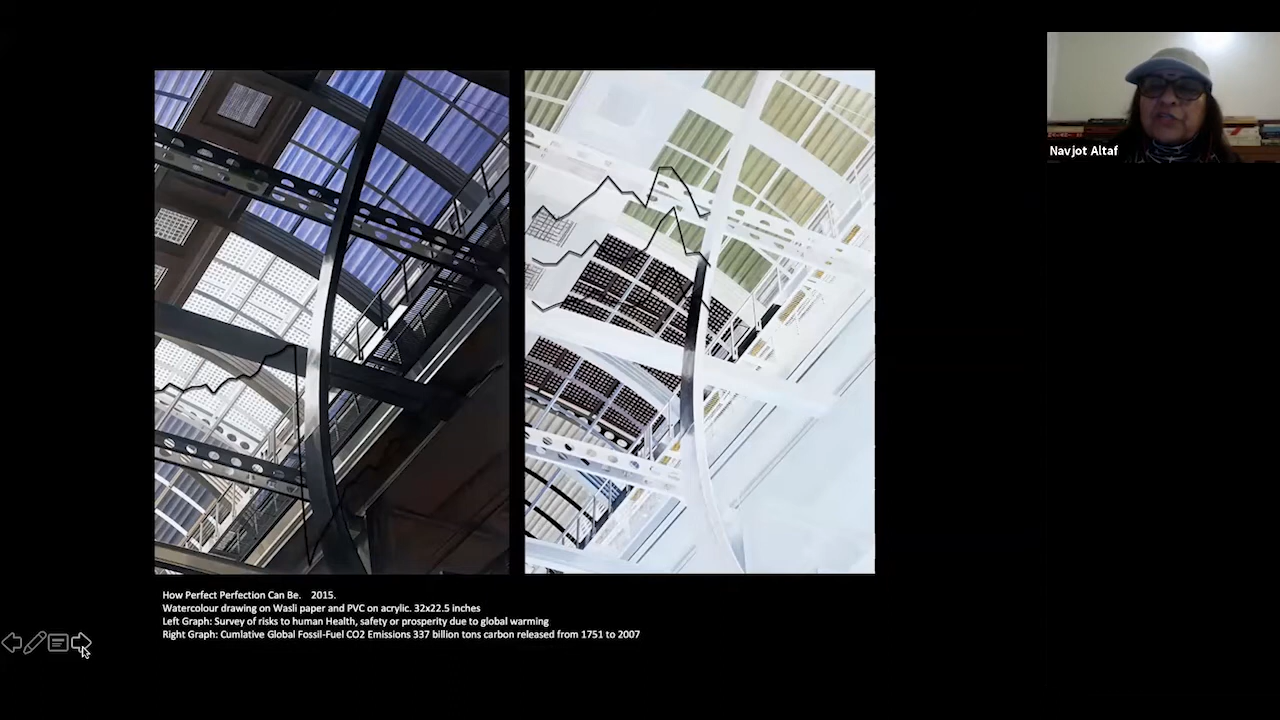 Navjot Altaf
How Perfect Perfection Can Be. 2015.
Watercolour drawing on Wasli paper and PVC on acrylic. 32x22.5 inches
Left Graph: Survey of risks to human Health, safety or prosperity due to global warming
Right Graph: Cumlative Global Fossil-Fuel CO2 Emissions 337 billion tons carbon released from 1751 to 2007